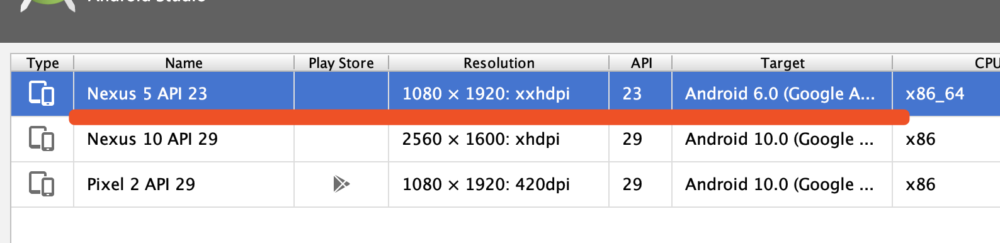 Android Studio
Type Name Play Store Resolution API Target CPU
Nexus 5 API 23 1080 × 1920: xxhdpi 23 Android 6.0 (Google A... x86_64
Nexus 10 API 29 2560 × 1600: xhdpi 29 Android 10.0 (Google ... x86
Pixel 2 API 29 1080 × 1920: 420dpi 29 Android 10.0 (Google ... x86